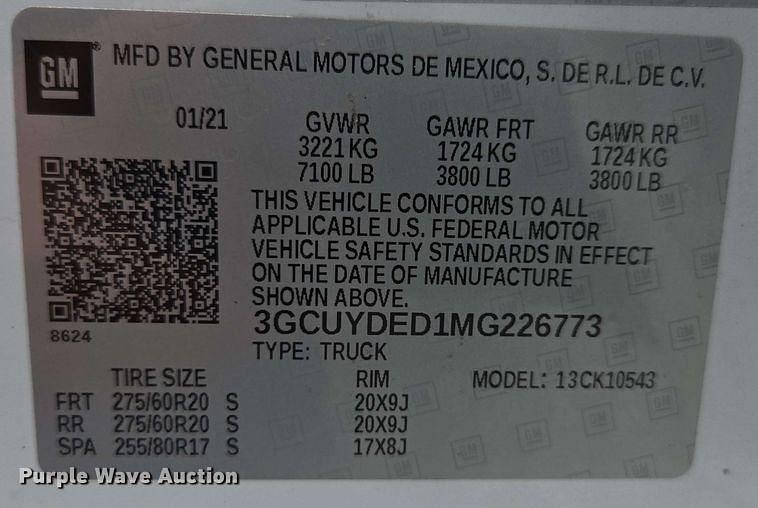 GM® MFD BY GENERAL MOTORS DE MEXICO, S. DE R.L. DE C.V.
01/21 GVWR GAWR FRT GAWR RR
3221 KG 1724 KG 1724 KG
7100 LB 3800 LB 3800 LB
THIS VEHICLE CONFORMS TO ALL
APPLICABLE U.S. FEDERAL MOTOR
VEHICLE SAFETY STANDARDS IN EFFECT
ON THE DATE OF MANUFACTURE
SHOWN ABOVE.
8624
3GCUYDED1MG226773
TYPE: TRUCK
TIRE SIZE RIM MODEL: 13CK10543
FRT 275/60R20 S 20X9J
RR 275/60R20 S 20X9J
SPA 255/80R17 S 17X8J
Purple Wave Auction